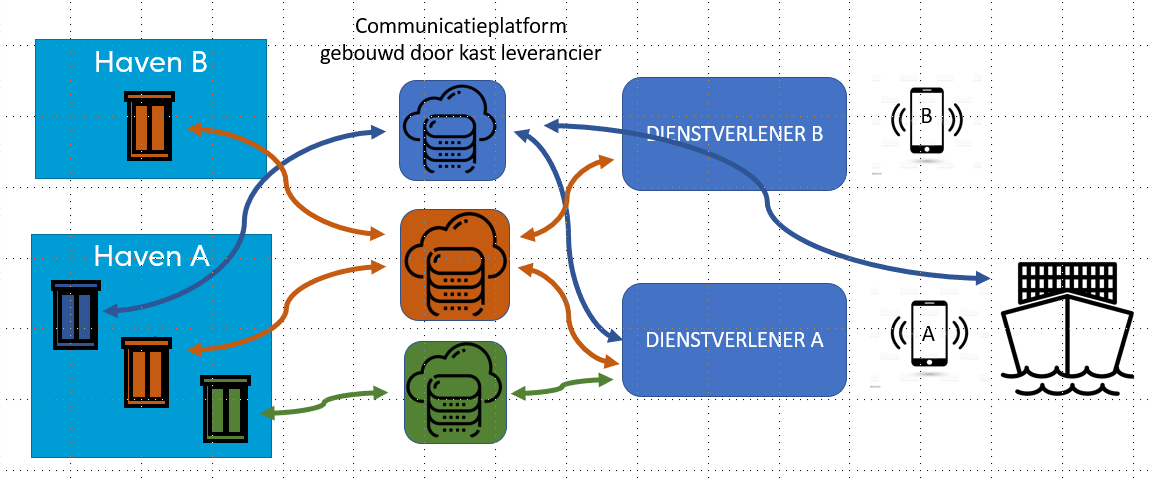 Communicatieplatform
gebouwd door kast leverancier
Haven B
DIENSTVERLENER B
B
Haven A
DIENSTVERLENER A
A